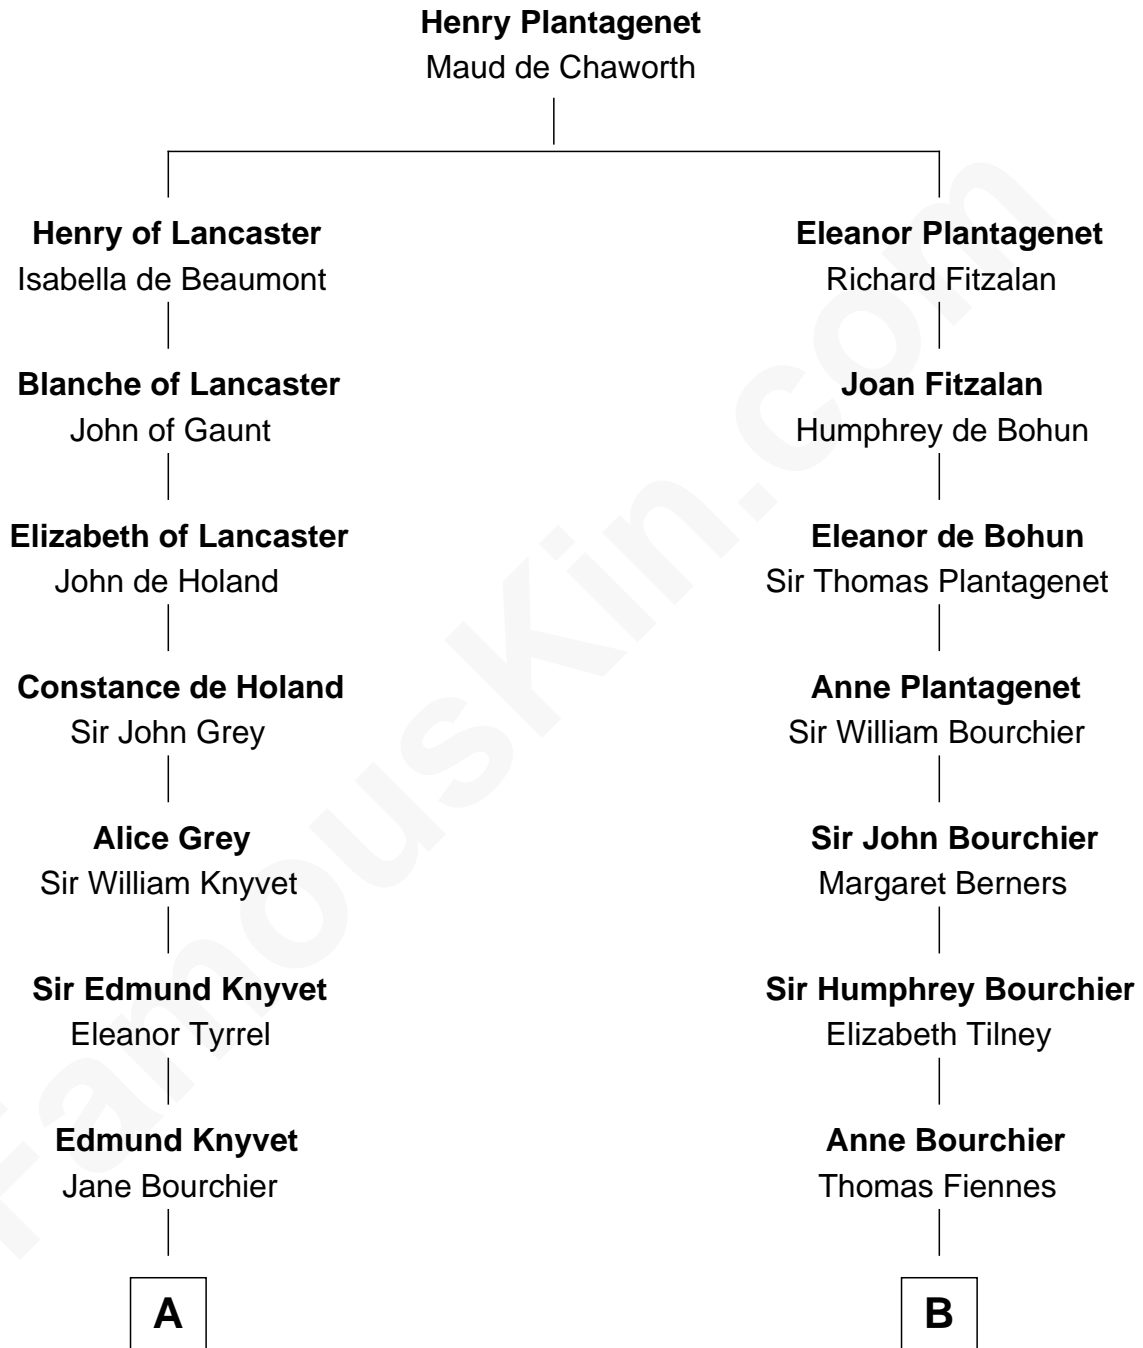 Henry Plantagenet
Maud de Chaworth
Henry of Lancaster
Isabella de Beaumont
Eleanor Plantagenet
Richard Fitzalan
Blanche of Lancaster
John of Gaunt
Joan Fitzalan
Humphrey de Bohun
Elizabeth of Lancaster
John de Holand
Eleanor de Bohun
Sir Thomas Plantagenet
Constance de Holand
Sir John Grey
Anne Plantagenet
Sir William Bourchier
Alice Grey
Sir William Knyvet
Sir John Bourchier
Margaret Berners
Sir Edmund Knyvet
Eleanor Tyrrel
Sir Humphrey Bourchier
Elizabeth Tilney
Edmund Knyvet
Jane Bourchier
Anne Bourchier
Thomas Fiennes
A
B
FamousKin.com